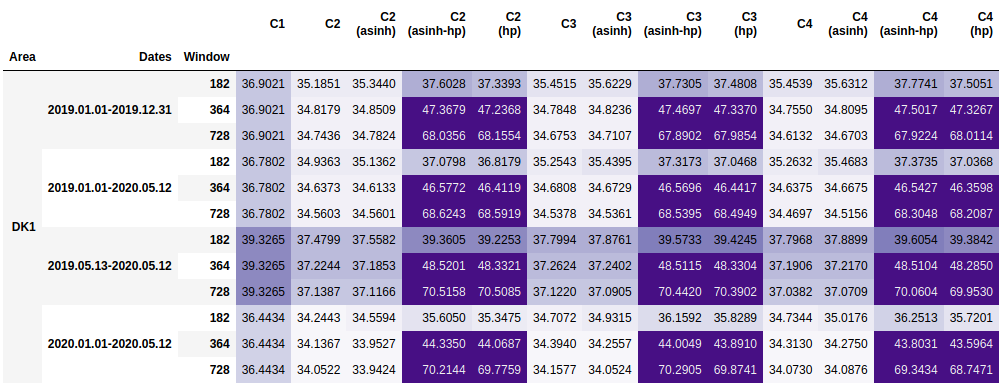 C1 C2 C2 (asinh) C2 (asinh-hp) C2 (hp) C3 C3 (asinh) C3 (asinh-hp) C3 (hp) C4 C4 (asinh) C4 (asinh-hp) C4 (hp)
Area Dates Window
182 36.9021 35.1851 35.3440 37.6028 37.3393 35.4515 35.6229 37.7305 37.4808 35.4539 35.6312 37.7741 37.5051
2019.01.01-2019.12.31 364 36.9021 34.8179 34.8509 47.3679 47.2368 34.7848 34.8236 47.4697 47.3370 34.7550 34.8095 47.5017 47.3267
728 36.9021 34.7436 34.7824 68.0356 68.1554 34.6753 34.7107 67.8902 67.9854 34.6132 34.6703 67.9224 68.0114
182 36.7802 34.9363 35.1362 37.0798 36.8179 35.2543 35.4395 37.3173 37.0468 35.2632 35.4683 37.3735 37.0368
2019.01.01-2020.05.12 364 36.7802 34.6373 34.6133 46.5772 46.4119 34.6808 34.6729 46.5696 46.4417 34.6375 34.6675 46.5427 46.3598
728 36.7802 34.5603 34.5601 68.6243 68.5919 34.5378 34.5361 68.5395 68.4949 34.4697 34.5156 68.3048 68.2087
DK1
182 39.3265 37.4799 37.5582 39.3605 39.2253 37.7994 37.8761 39.5733 39.4245 37.7968 37.8899 39.6054 39.3842
2019.05.13-2020.05.12 364 39.3265 37.2244 37.1853 48.5201 48.3321 37.2624 37.2402 48.5115 48.3304 37.1906 37.2170 48.5104 48.2850
728 39.3265 37.1387 37.1166 70.5158 70.5085 37.1220 37.0905 70.4420 70.3902 37.0382 37.0709 70.0604 69.9530
182 36.4434 34.2443 34.5594 35.6050 35.3475 34.7072 34.9315 36.1592 35.8289 34.7344 35.0176 36.2513 35.7201
2020.01.01-2020.05.12 364 36.4434 34.1367 33.9527 44.3350 44.0687 34.3940 34.2557 44.0049 43.8910 34.3130 34.2750 43.8031 43.5964
728 36.4434 34.0522 33.9424 70.2144 69.7759 34.1577 34.0524 70.2905 69.8741 34.0730 34.0876 69.3434 68.7471